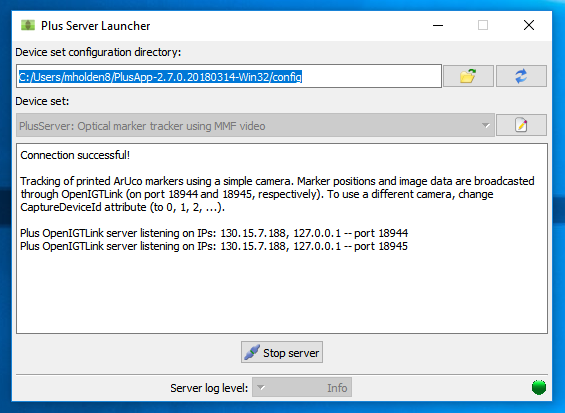 Plus Server Launcher
Device set configuration directory:
C:/Users/mholden8/PlusApp-2.7.0.20180314-Win32/config
Device set:
PlusServer: Optical marker tracker using MMF video
Connection successful!
Tracking of printed ArUco markers using a simple camera. Marker positions and image data are broadcasted
through OpenIGTLink (on port 18944 and 18945, respectively). To use a different camera, change
CaptureDeviceId attribute (to 0, 1, 2, ...).
Plus OpenIGTLink server listening on IPs: 130.15.7.188, 127.0.0.1 -- port 18944
Plus OpenIGTLink server listening on IPs: 130.15.7.188, 127.0.0.1 -- port 18945
Stop server
Server log level: Info